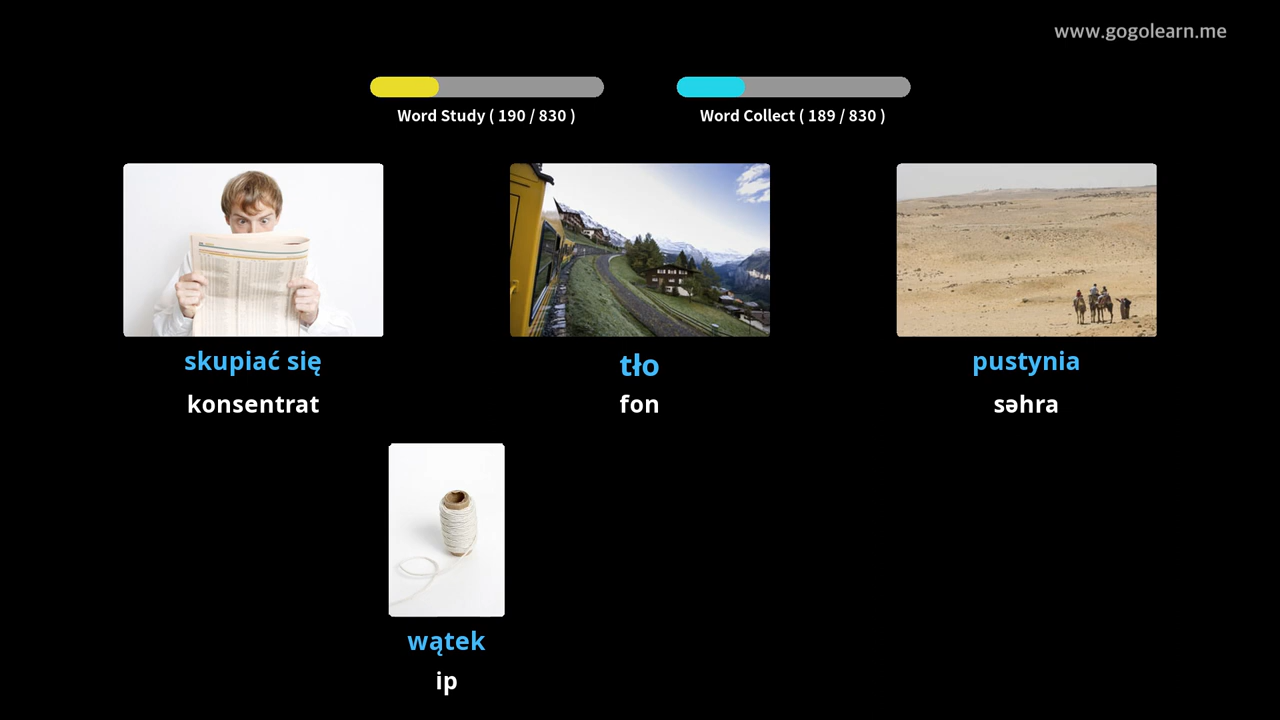 www.gogolearn.me
Word Study ( 190 / 830 )
Word Collect ( 189 / 830 )
skupiać się
konsentrat
tło
fon
pustynia
səhra
wątek
ip